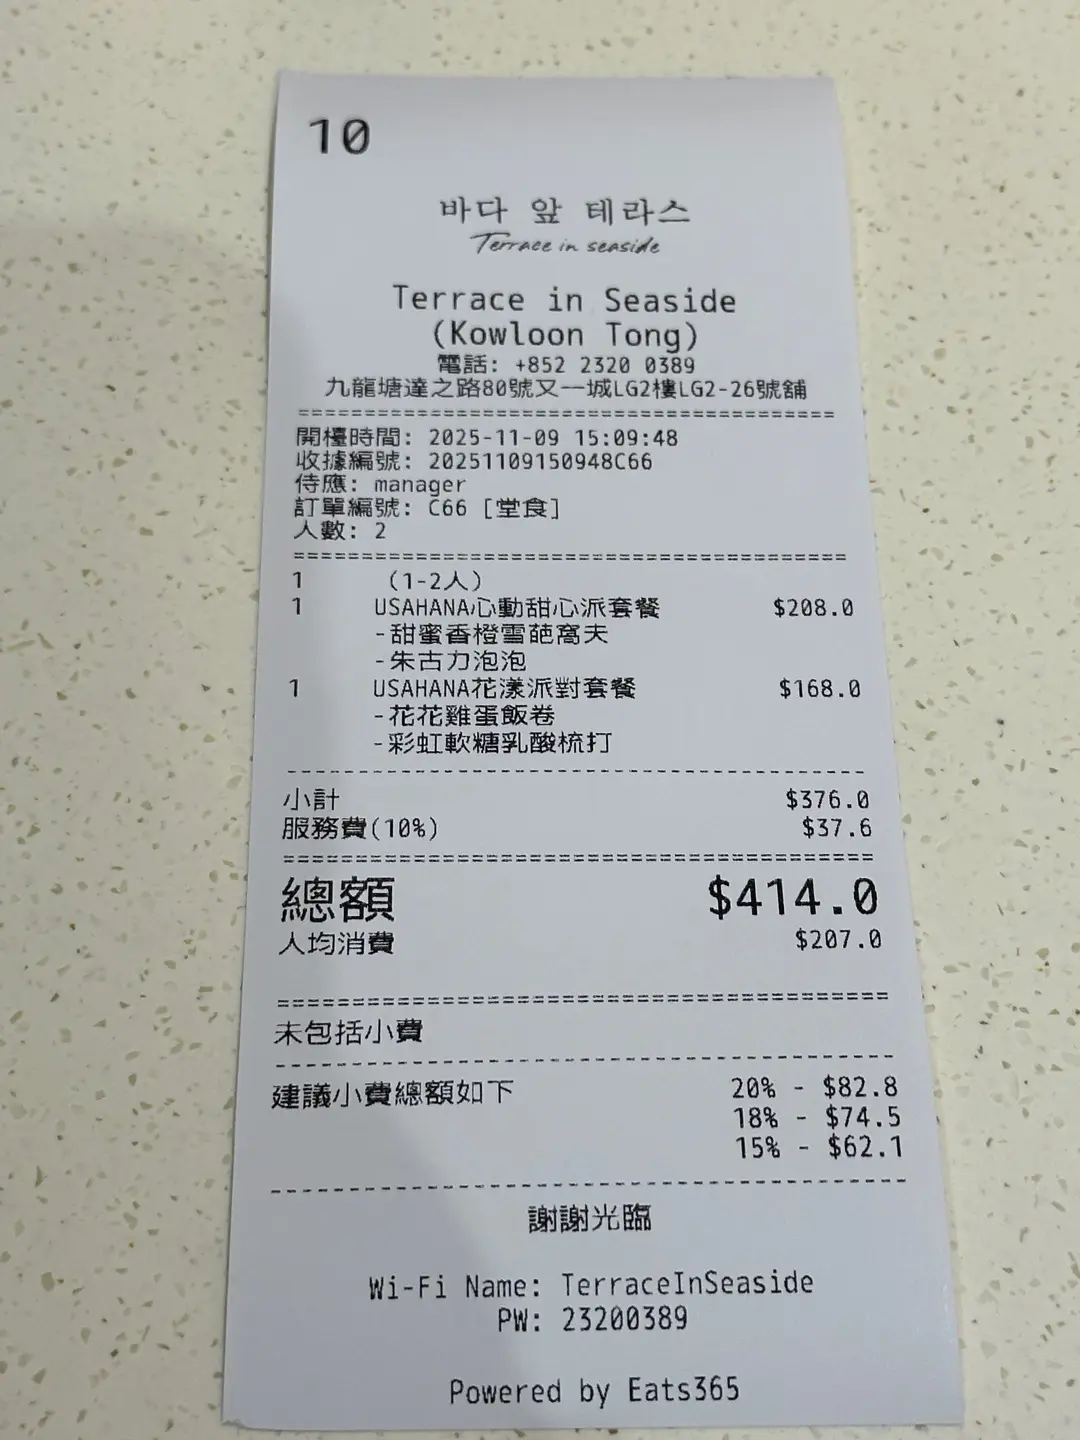 10
바다 앞 테라스
Terrace in seaside
Terrace in Seaside
(Kowloon Tong)
電話: +852 2320 0389
九龍塘達之路80號又一城LG2樓LG2-26號舖
========================================
開檯時間: 2025-11-09 15:09:48
收據編號: 20251109150948C66
侍應: manager
訂單編號: C66 [堂食]
人數: 2
========================================
1 (1-2人)
1 USAHANA心動甜心派套餐 $208.0
-甜蜜香橙雪葩窩夫
-朱古力泡泡
1 USAHANA花漾派對套餐 $168.0
-花花雞蛋飯卷
-彩虹軟糖乳酸梳打
----------------------------------------
小計 $376.0
服務費(10%) $37.6
========================================
總額 $414.0
人均消費 $207.0
========================================
未包括小費
----------------------------------------
建議小費總額如下 20% - $82.8
18% - $74.5
15% - $62.1
----------------------------------------
謝謝光臨
Wi-Fi Name: TerraceInSeaside
PW: 23200389
Powered by Eats365